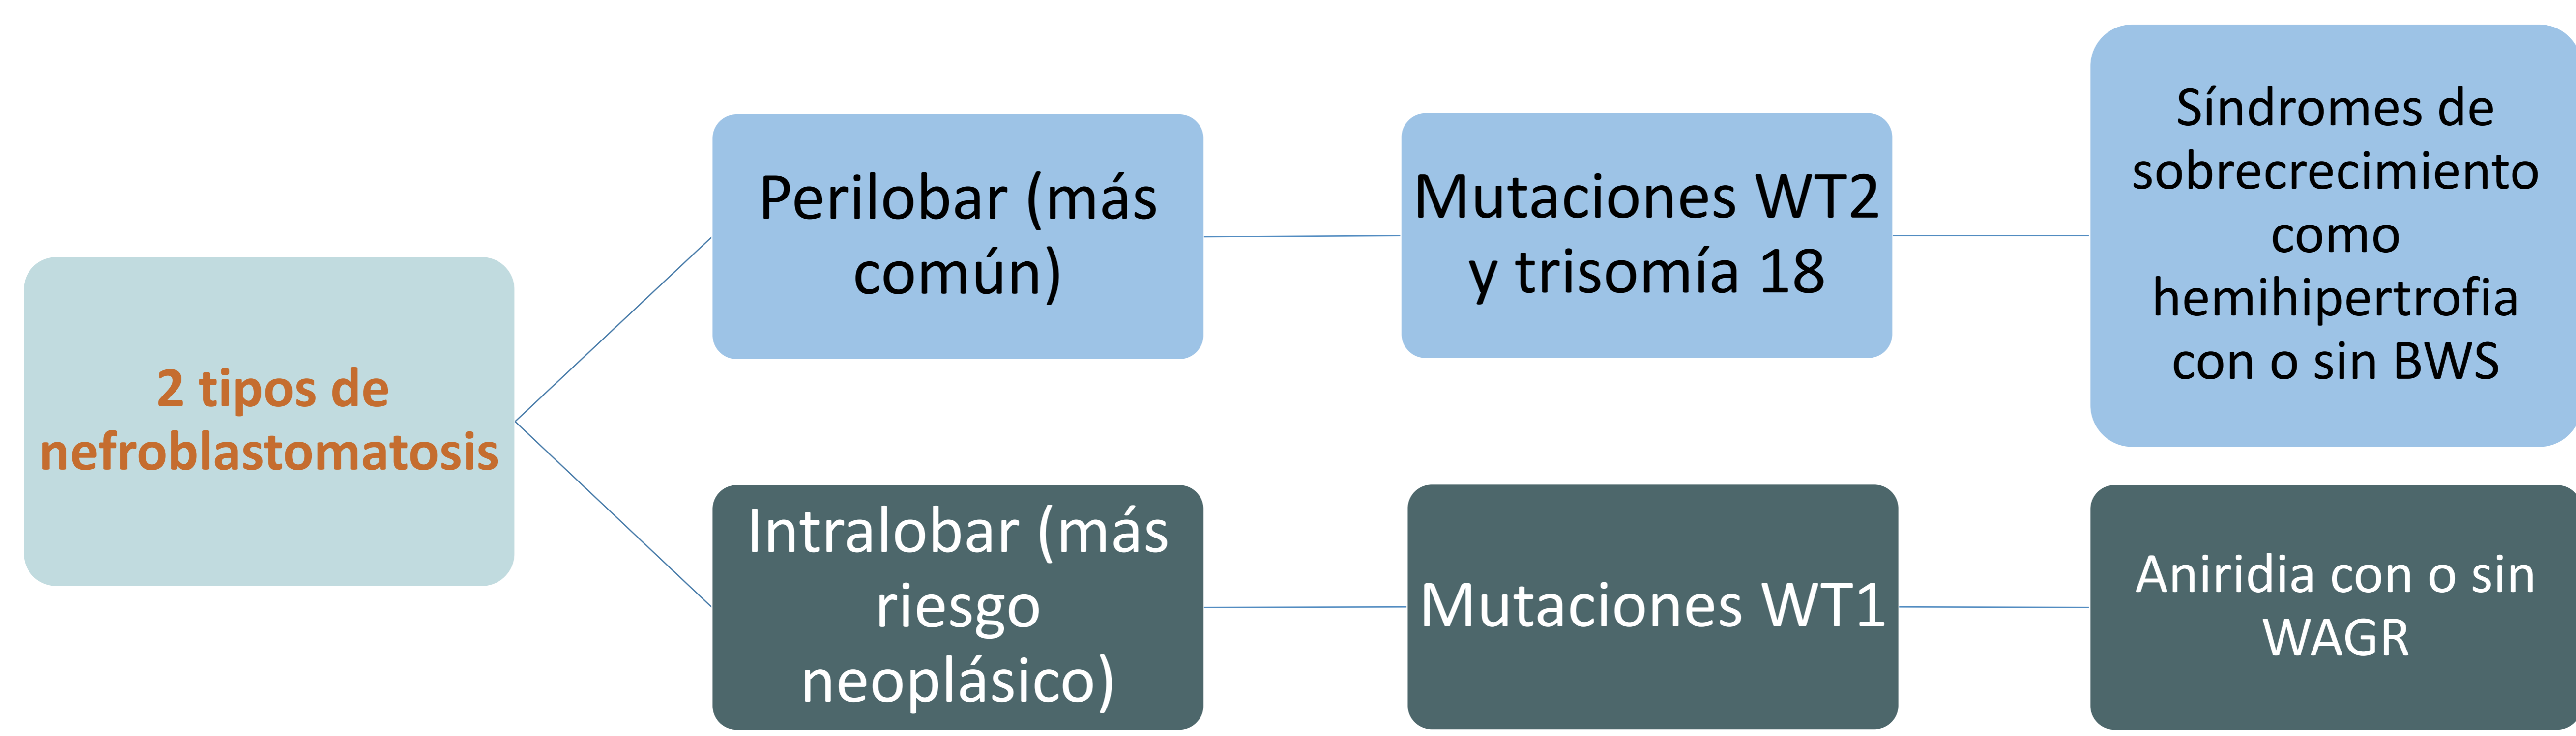 2 tipos de
nefroblastomatosis
Perilobar (más
común)
Mutaciones WT2
y trisomía 18
Síndromes de
sobrecrecimiento
como
hemihipertrofia
con o sin BWS
Intralobar (más
riesgo
neoplásico)
Mutaciones WT1
Aniridia con o sin
WAGR